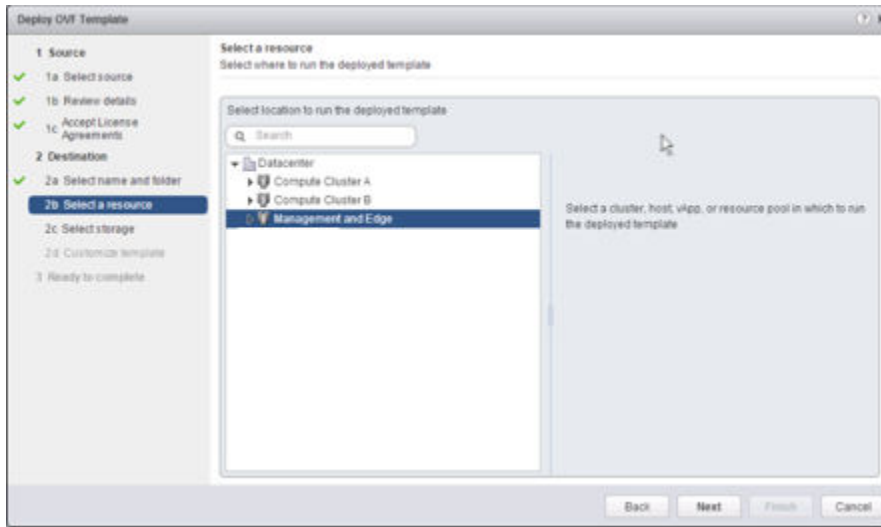 Deploy OVF Template
1 Source
1a Select source
1b Review details
1c Accept License
Agreements
2 Destination
2a Select name and folder
2b Select a resource
2c Select storage
2d Customize template
3 Ready to complete
Select a resource
Select where to run the deployed template
Select location to run the deployed template
Search
Datacenter
Compute Cluster A
Compute Cluster B
Management and Edge
Select a cluster, host, vApp, or resource pool in which to run
the deployed template
Back Next Finish Cancel